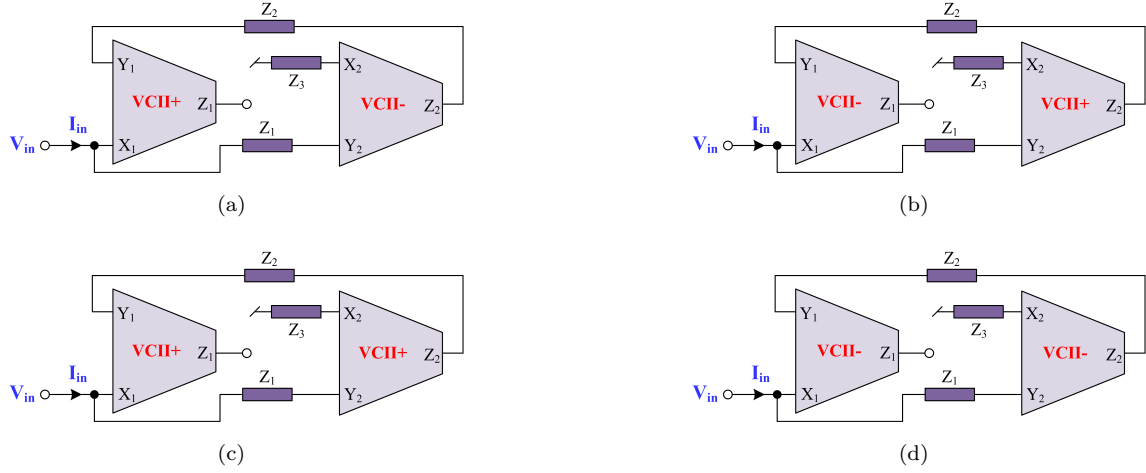 Z2
Y1
X2
VCII+
Z3
VCII-
Z1
Z2
Iin
Z1
Vin
X1
Y2
(a)
Z2
Y1
X2
VCII-
Z3
VCII+
Z1
Z2
Iin
Z1
Vin
X1
Y2
(b)
Z2
Y1
X2
VCII+
Z3
VCII+
Z1
Z2
Iin
Z1
Vin
X1
Y2
(c)
Z2
Y1
X2
VCII-
Z3
VCII-
Z1
Z2
Iin
Z1
Vin
X1
Y2
(d)